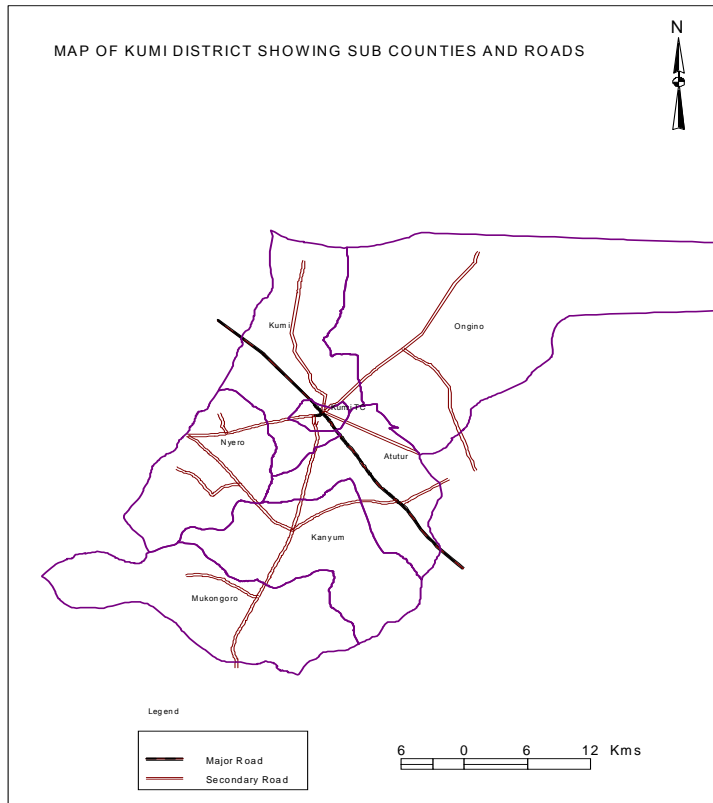 N
MAP OF KUMI DISTRICT SHOWING SUB COUNTIES AND ROADS
Kumi
Ongino
Kumi TC
Nyero
Atutur
Kanyum
Mukongoro
Legend
Major Road
Secondary Road
6 0 6 12 Kms